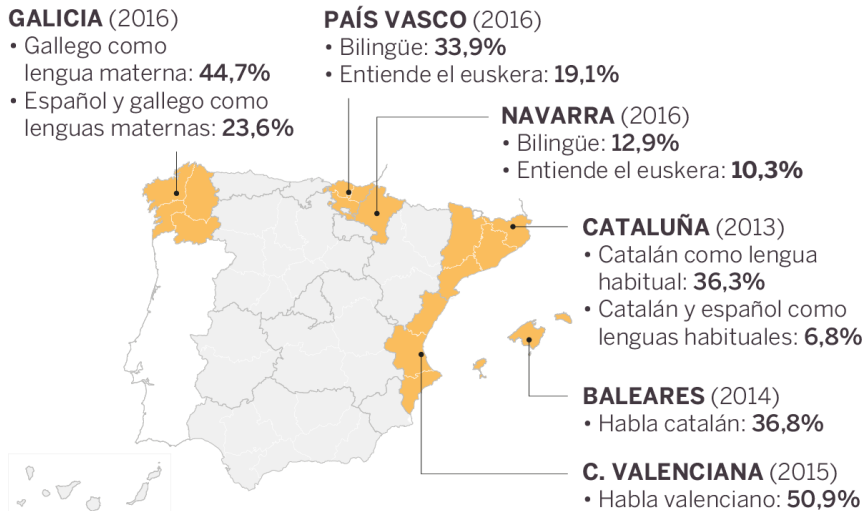 GALICIA (2016)
• Gallego como
lengua materna: 44,7%
• Español y gallego como
lenguas maternas: 23,6%
PAÍS VASCO (2016)
• Bilingüe: 33,9%
• Entiende el euskera: 19,1%
NAVARRA (2016)
• Bilingüe: 12,9%
• Entiende el euskera: 10,3%
CATALUÑA (2013)
• Catalán como lengua
habitual: 36,3%
• Catalán y español como
lenguas habituales: 6,8%
BALEARES (2014)
• Habla catalán: 36,8%
C. VALENCIANA (2015)
• Habla valenciano: 50,9%